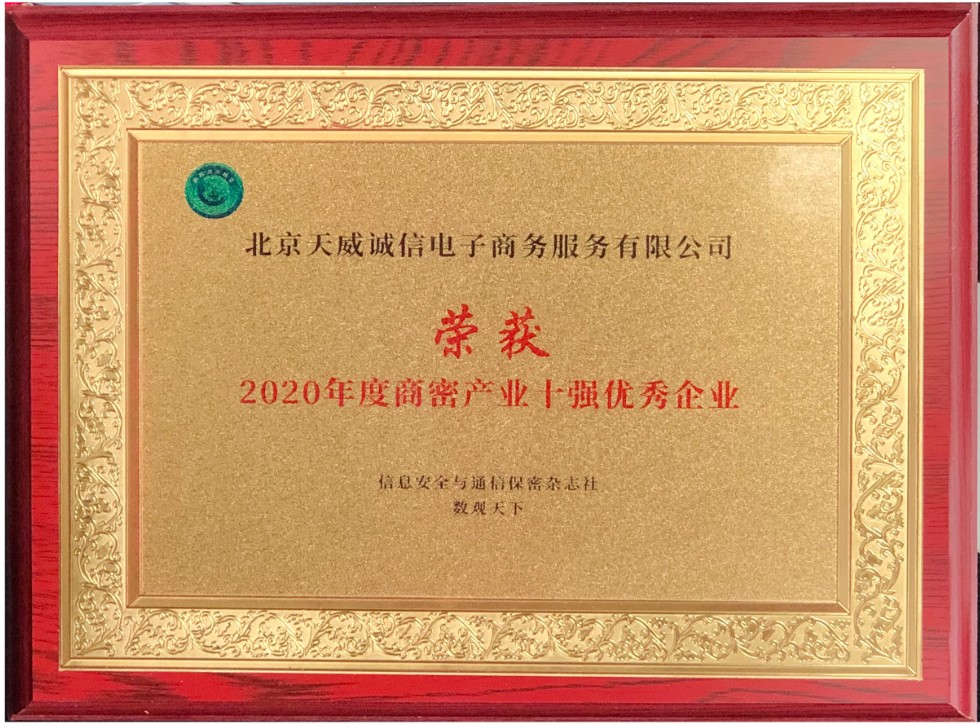 北京天威诚信电子商务服务有限公司
荣获
2020年度商密产业十强优秀企业
信息安全与通信保密杂志社
数观天下